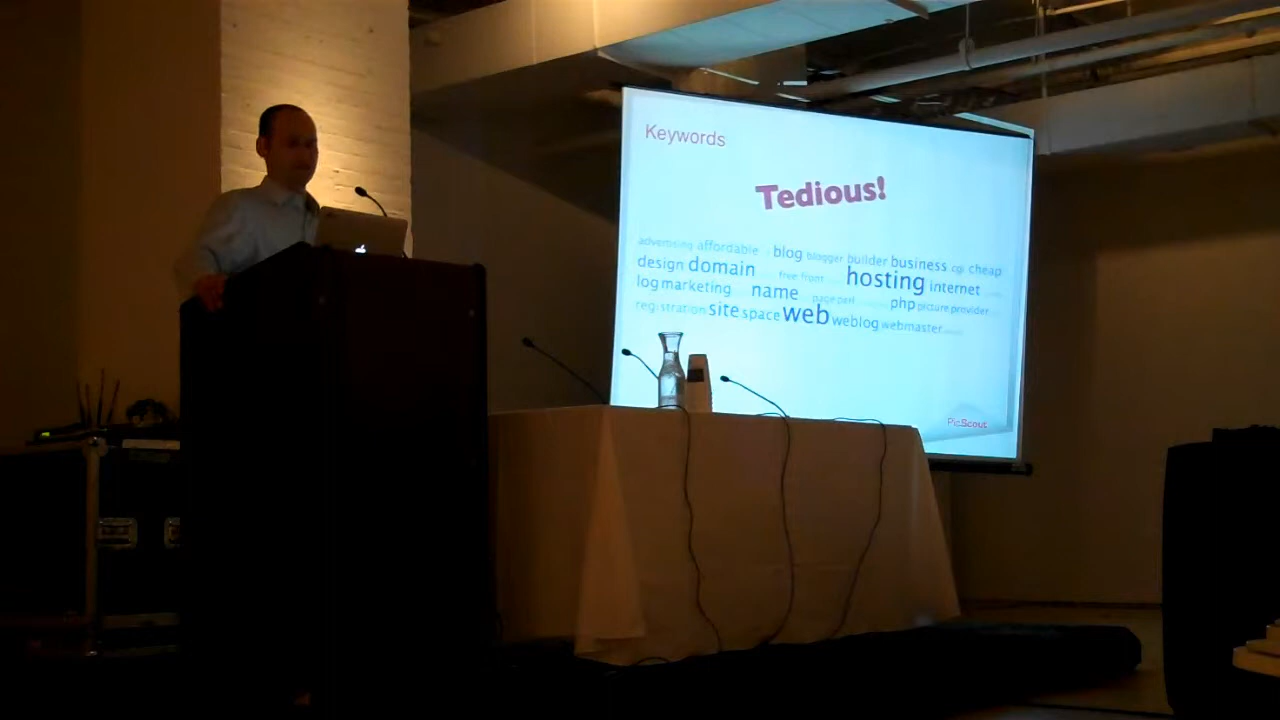 Keywords
Tedious!
advertising affordable blog blogger builder business cgi cheap
design domain free front hosting internet
log marketing name page perl php picture provider
registration site space web weblog webmaster
PicScout